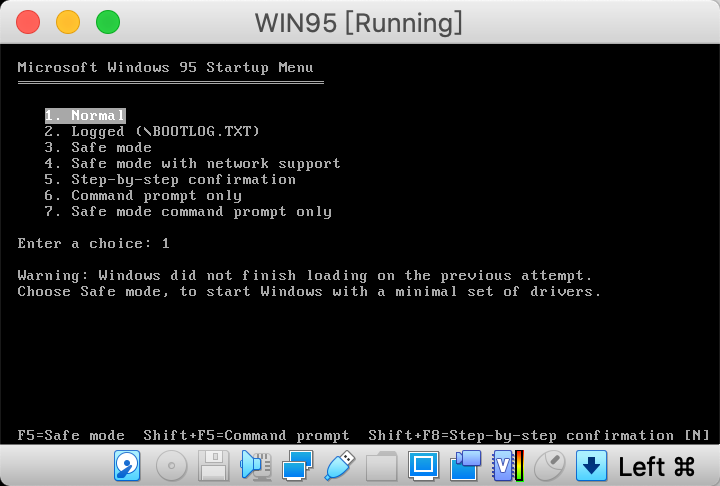 WIN95 [Running]
Microsoft Windows 95 Startup Menu
1. Normal
2. Logged (\BOOTLOG.TXT)
3. Safe mode
4. Safe mode with network support
5. Step-by-step confirmation
6. Command prompt only
7. Safe mode command prompt only
Enter a choice: 1
Warning: Windows did not finish loading on the previous attempt.
Choose Safe mode, to start Windows with a minimal set of drivers.
F5=Safe mode  Shift+F5=Command prompt  Shift+F8=Step-by-step confirmation [N]
V
Left ⌘